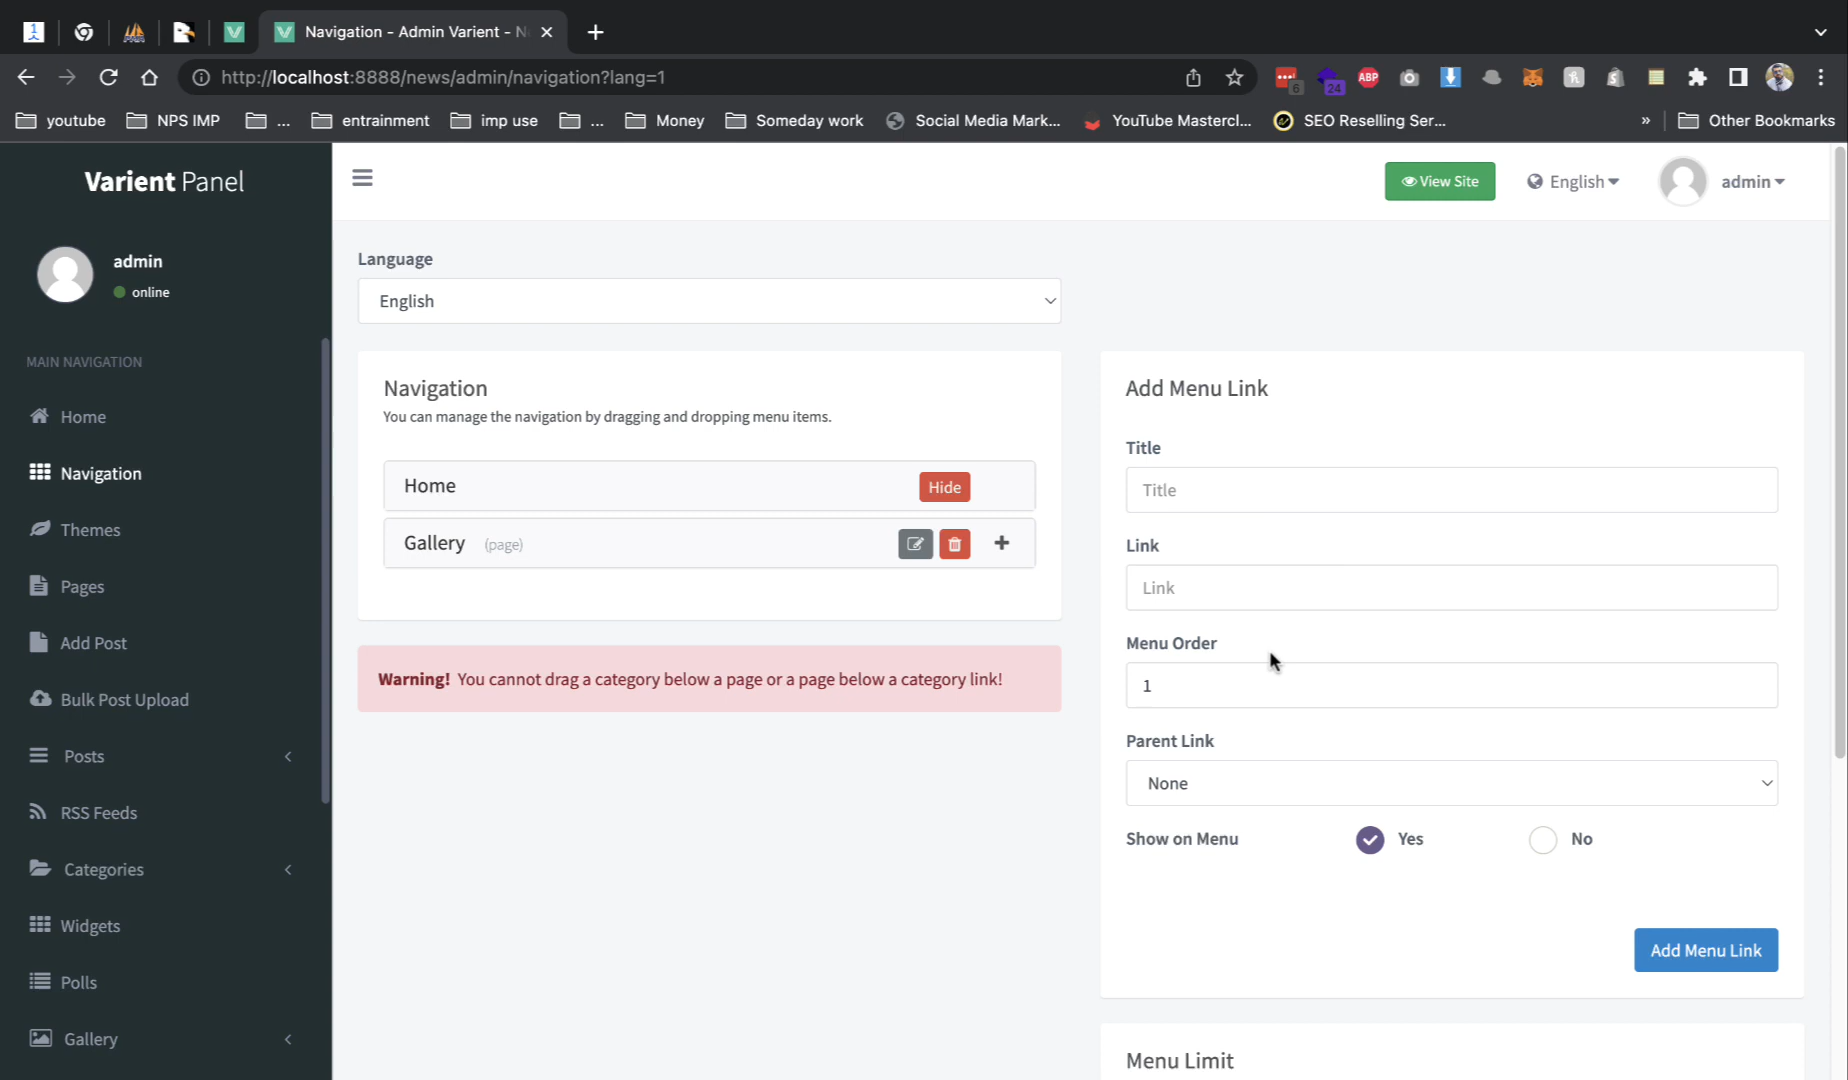 Navigation - Admin Varient - N
http://localhost:8888/news/admin/navigation?lang=1
6
24
ABP
youtube
NPS IMP
...
entrainment
imp use
...
Money
Someday work
Social Media Mark...
YouTube Mastercl...
SEO Reselling Ser...
»
Other Bookmarks
Varient Panel
View Site
English
admin
admin
online
MAIN NAVIGATION
Home
Navigation
Themes
Pages
Add Post
Bulk Post Upload
Posts
RSS Feeds
Categories
Widgets
Polls
Gallery
Language
English
Navigation
You can manage the navigation by dragging and dropping menu items.
Home
Hide
Gallery (page)
Warning! You cannot drag a category below a page or a page below a category link!
Add Menu Link
Title
Title
Link
Link
Menu Order
1
Parent Link
None
Show on Menu
Yes
No
Add Menu Link
Menu Limit